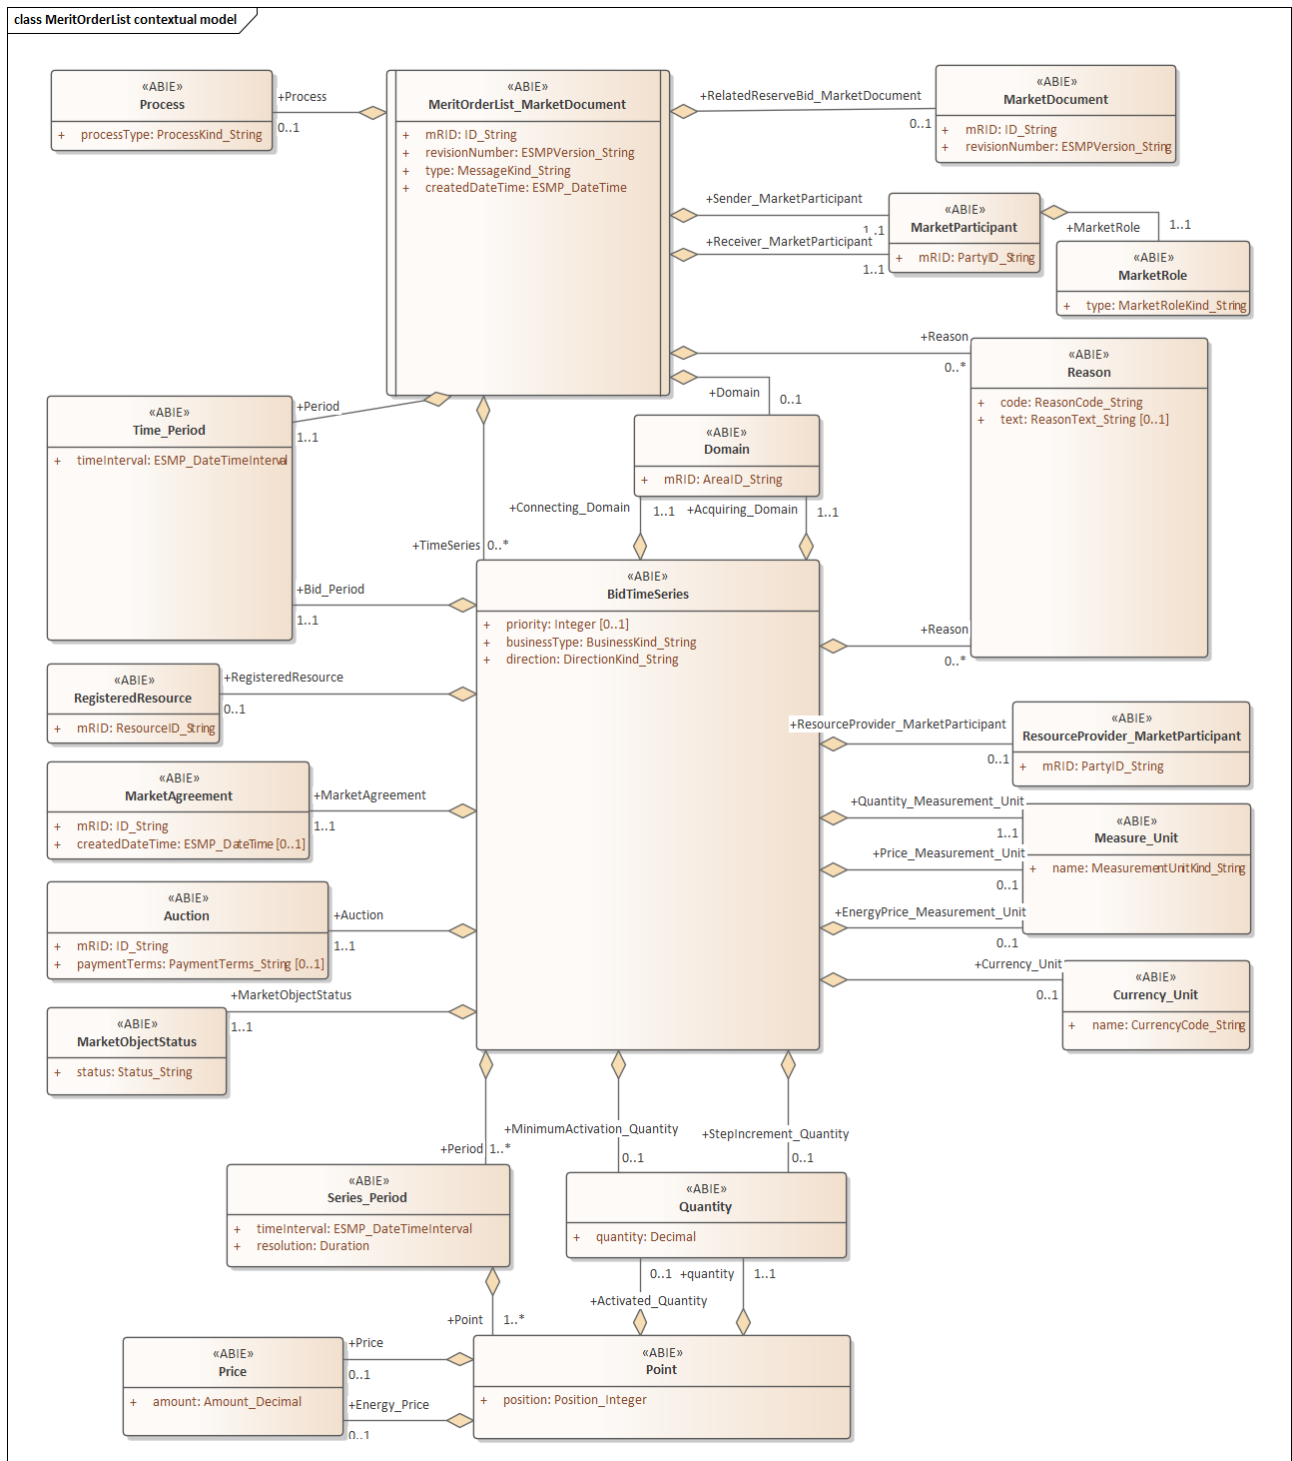 class MeritOrderList contextual model
«ABIE»
Process
+ processType: ProcessKind_String
+Process
0..1
«ABIE»
MeritOrderList_MarketDocument
+ mRID: ID_String
+ revisionNumber: ESMPVersion_String
+ type: MessageKind_String
+ createdDateTime: ESMP_DateTime
+RelatedReserveBid_MarketDocument
0..1
«ABIE»
MarketDocument
+ mRID: ID_String
+ revisionNumber: ESMPVersion_String
+Sender_MarketParticipant
1..1
+Receiver_MarketParticipant
1..1
«ABIE»
MarketParticipant
+ mRID: PartyID_String
+MarketRole
1..1
«ABIE»
MarketRole
+ type: MarketRoleKind_String
+Reason
0..*
«ABIE»
Reason
+ code: ReasonCode_String
+ text: ReasonText_String [0..1]
+Domain
0..1
«ABIE»
Domain
+ mRID: AreaID_String
+Period
1..1
«ABIE»
Time_Period
+ timeInterval: ESMP_DateTimeInterval
+Connecting_Domain
1..1
+Acquiring_Domain
1..1
+TimeSeries
0..*
«ABIE»
BidTimeSeries
+ priority: Integer [0..1]
+ businessType: BusinessKind_String
+ direction: DirectionKind_String
+Bid_Period
1..1
+Reason
0..*
«ABIE»
RegisteredResource
+ mRID: ResourceID_String
+RegisteredResource
0..1
+ResourceProvider_MarketParticipant
0..1
«ABIE»
ResourceProvider_MarketParticipant
+ mRID: PartyID_String
«ABIE»
MarketAgreement
+ mRID: ID_String
+ createdDateTime: ESMP_DateTime [0..1]
+MarketAgreement
1..1
+Quantity_Measurement_Unit
1..1
+Price_Measurement_Unit
0..1
+EnergyPrice_Measurement_Unit
0..1
«ABIE»
Measure_Unit
+ name: MeasurementUnitKind_String
«ABIE»
Auction
+ mRID: ID_String
+ paymentTerms: PaymentTerms_String [0..1]
+Auction
1..1
+Currency_Unit
0..1
«ABIE»
Currency_Unit
+ name: CurrencyCode_String
+MarketObjectStatus
1..1
«ABIE»
MarketObjectStatus
+ status: Status_String
+Period
1..*
+MinimumActivation_Quantity
0..1
+StepIncrement_Quantity
0..1
«ABIE»
Series_Period
+ timeInterval: ESMP_DateTimeInterval
+ resolution: Duration
«ABIE»
Quantity
+ quantity: Decimal
0..1
+quantity
1..1
+Activated_Quantity
+Point
1..*
«ABIE»
Price
+ amount: Amount_Decimal
+Price
0..1
+Energy_Price
0..1
«ABIE»
Point
+ position: Position_Integer